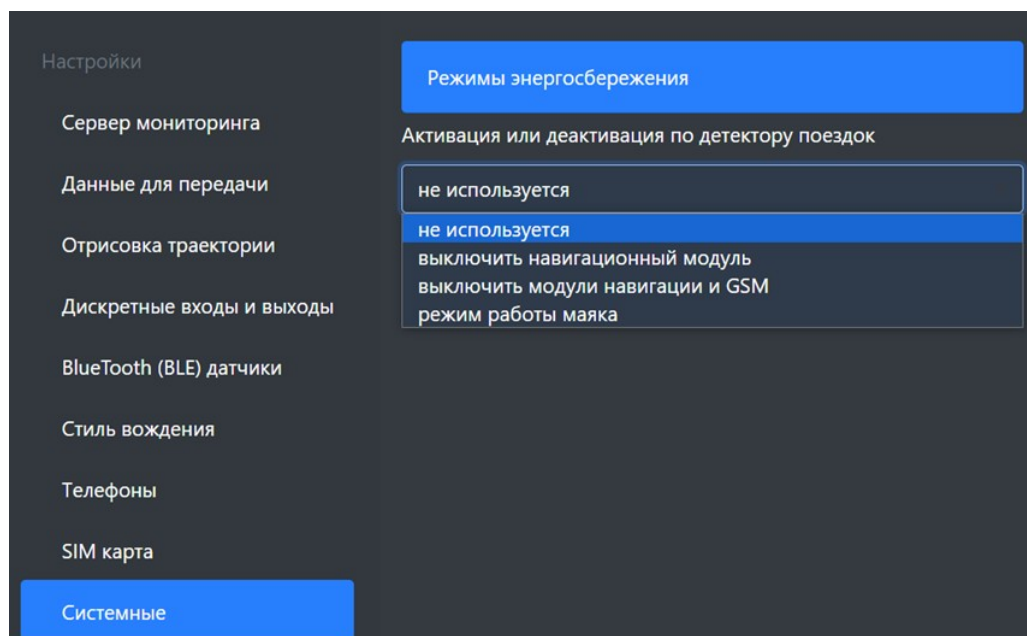 Настройки
Сервер мониторинга
Данные для передачи
Отрисовка траектории
Дискретные входы и выходы
BlueTooth (BLE) датчики
Стиль вождения
Телефоны
SIM карта
Системные
Режимы энергосбережения
Активация или деактивация по детектору поездок
не используется
не используется
выключить навигационный модуль
выключить модули навигации и GSM
режим работы маяка